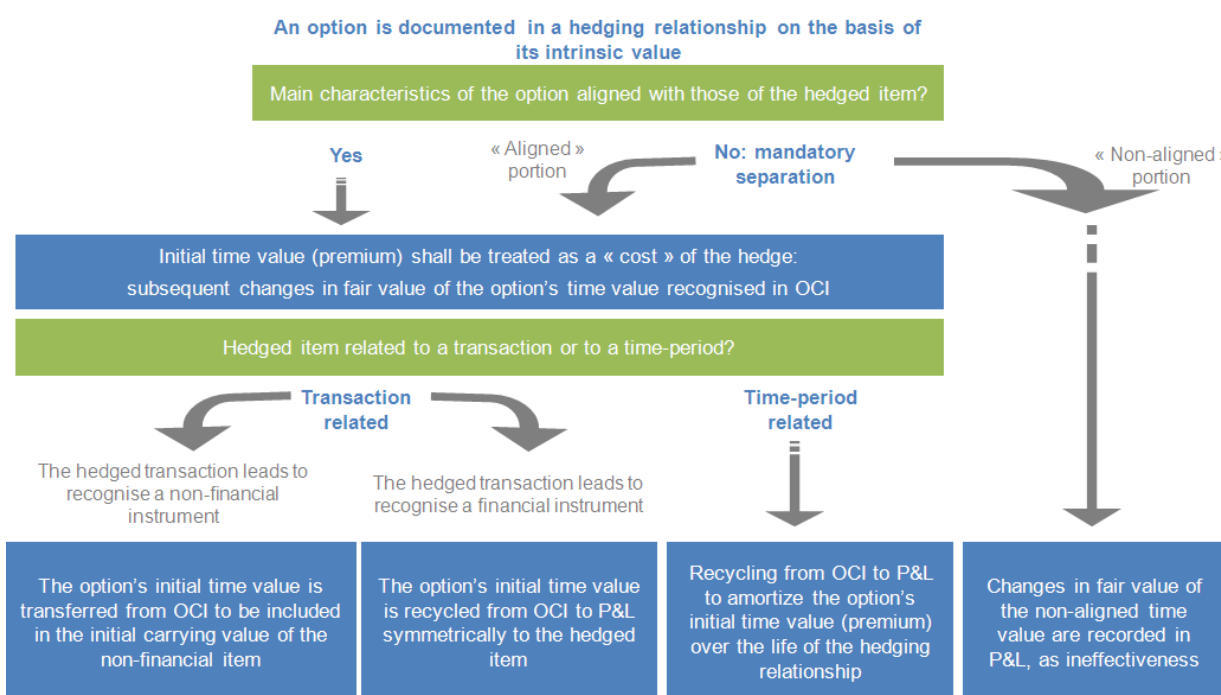 An option is documented in a hedging relationship on the basis of
its intrinsic value
Main characteristics of the option aligned with those of the hedged item?
Yes
« Aligned »
portion
No: mandatory
separation
« Non-aligned »
portion
Initial time value (premium) shall be treated as a « cost » of the hedge:
subsequent changes in fair value of the option's time value recognised in OCI
Hedged item related to a transaction or to a time-period?
Transaction
related
Time-period
related
The hedged transaction leads to
recognise a non-financial
instrument
The hedged transaction leads to
recognise a financial instrument
The option's initial time value is
transferred from OCI to be included
in the initial carrying value of the
non-financial item
The option's initial time value
is recycled from OCI to P&L
symmetrically to the hedged
item
Recycling from OCI to P&L
to amortize the option's
initial time value (premium)
over the life of the hedging
relationship
Changes in fair value of
the non-aligned time
value are recorded in
P&L, as ineffectiveness